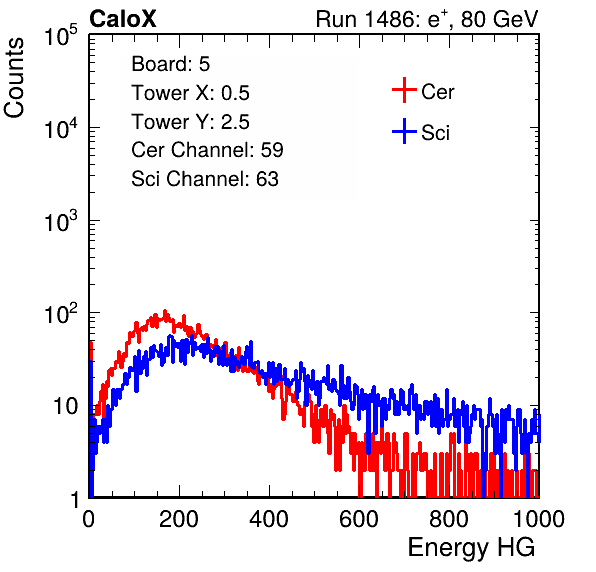 CaloX Run 1486: e⁺, 80 GeV
Counts
10⁵
10⁴
10³
10²
10
1
Board: 5
Tower X: 0.5
Tower Y: 2.5
Cer Channel: 59
Sci Channel: 63
Cer
Sci
0 200 400 600 800 1000
Energy HG